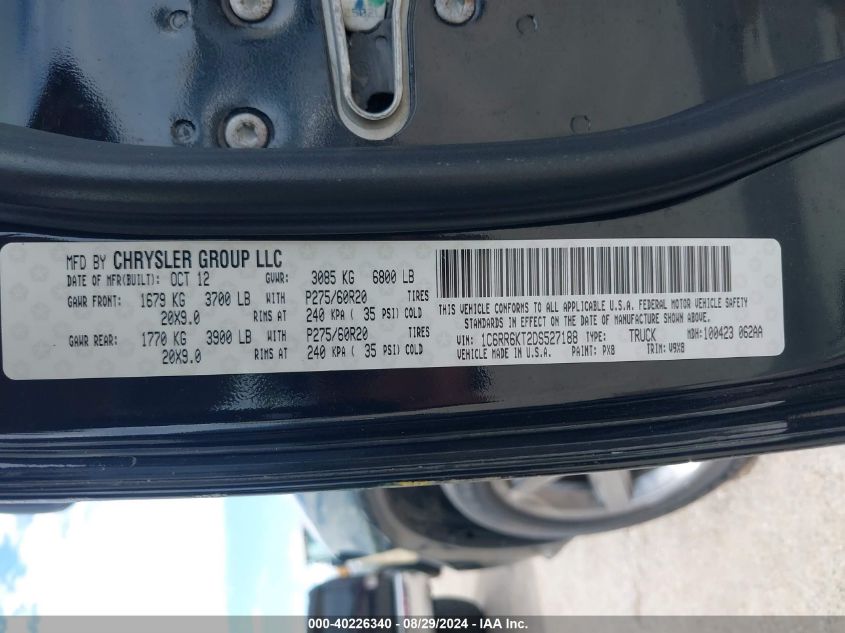 MFD BY CHRYSLER GROUP LLC
DATE OF MFR(BUILT): OCT 12 GVWR: 3085 KG 6800 LB
GAWR FRONT: 1679 KG 3700 LB WITH P275/60R20 TIRES
20X9.0 RIMS AT 240 KPA ( 35 PSI) COLD
GAWR REAR: 1770 KG 3900 LB WITH P275/60R20 TIRES
20X9.0 RIMS AT 240 KPA ( 35 PSI) COLD
THIS VEHICLE CONFORMS TO ALL APPLICABLE U.S.A. FEDERAL MOTOR VEHICLE SAFETY
STANDARDS IN EFFECT ON THE DATE OF MANUFACTURE SHOWN ABOVE.
VIN: 1C6RR6KT2DS527188 TYPE: TRUCK MDH: 100423 062AA
VEHICLE MADE IN U.S.A. PAINT: PX8 TRIM: V9X8
000-40226340 - 08/29/2024 - IAA Inc.